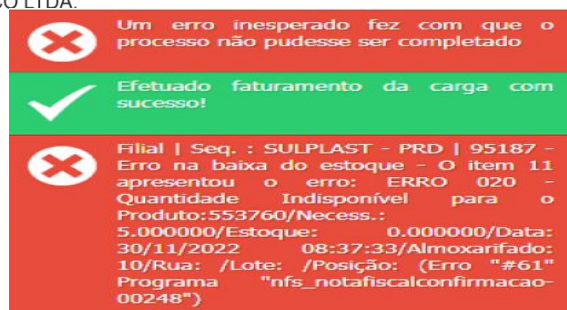 ÇO LTDA.
Um erro inesperado fez com que o
processo não pudesse ser completado
Efetuado faturamento da carga com
sucesso!
Filial | Seq. : SULPLAST - PRD | 95187 -
Erro na baixa do estoque - O item 11
apresentou o erro: ERRO 020 -
Quantidade Indisponível para o
Produto:553760/Necess.:
5.000000/Estoque: 0.000000/Data:
30/11/2022 08:37:33/Almoxarifado:
10/Rua: /Lote: /Posição: (Erro "#61"
Programa "nfs_notafiscalconfirmacao-
00248")